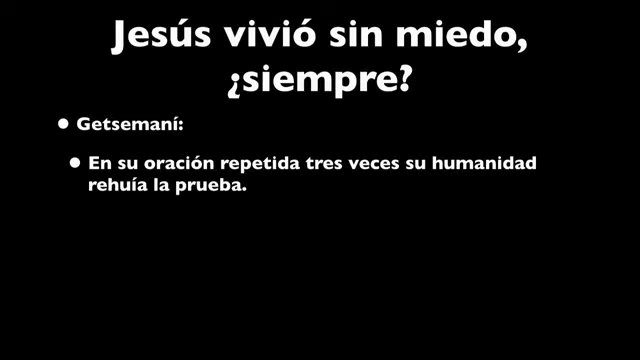 Jesús vivió sin miedo,
¿siempre?
• Getsemaní:
• En su oración repetida tres veces su humanidad
rehuía la prueba.